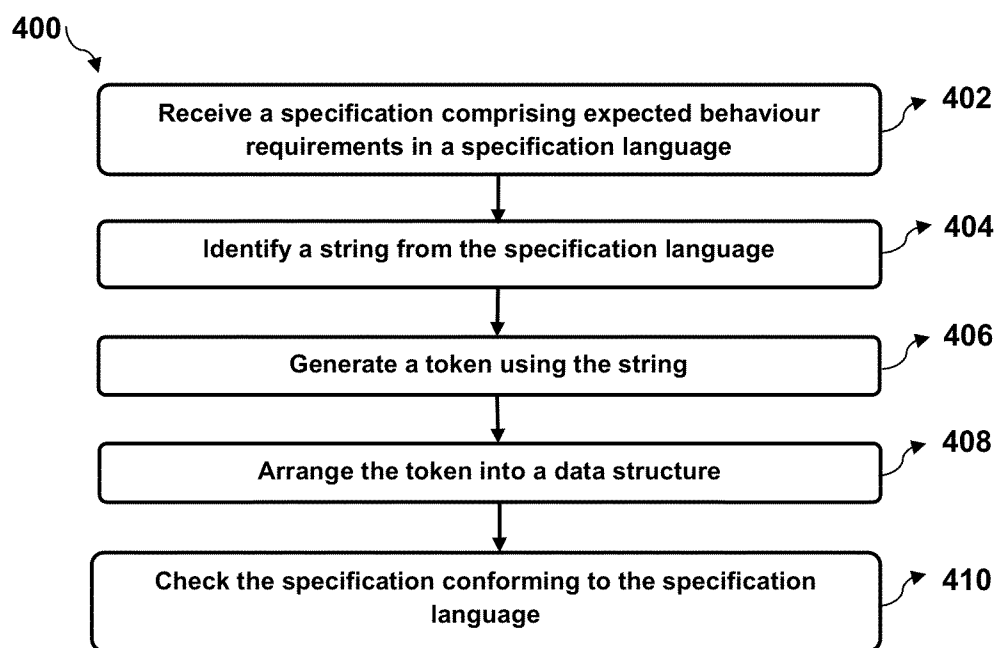 400
Receive a specification comprising expected behaviour
requirements in a specification language
402
Identify a string from the specification language
404
Generate a token using the string
406
Arrange the token into a data structure
408
Check the specification conforming to the specification
language
410